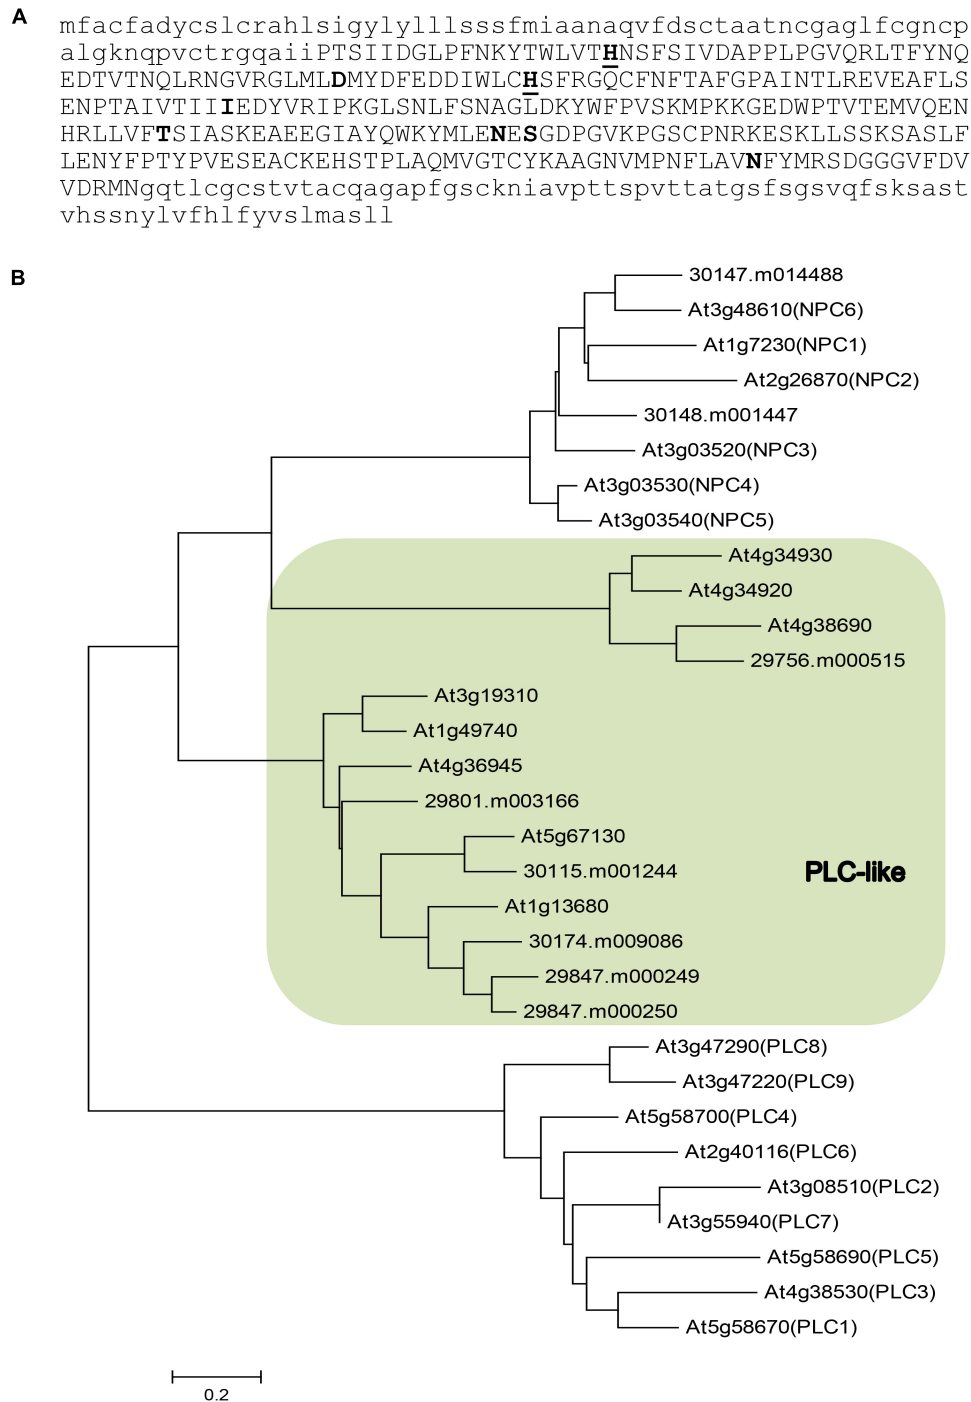 A
mfacfadycslcrahlsigylylllsssfmiaanaqvfdsctaatncgaglfcgncp
algknqpvctrgqaiiPTSIIDGLPFNKYTWLVTHNSFSIVDAPPLPGVQRLTFYNQ
EDTVTNQLRNGVRGLMLDMYDFEDDIWLCHSFRGQCFNFTAFGPAINTLREVEAFLS
ENPTAIVTIIIEDYVRIPKGLSNLFSNAGLDKYWFPVSKMPKKGEDWPTVTEMVQEN
HRLLVFTSIASKEAEEGIAYQWKYMLENESGDPGVKPGSCPNRKESKLLSSKSASLF
LENYFPTYPVESEACKEHSTPLAQMVGTCYKAAGNVMPNFLAVNFYMRSDGGGVFDV
VDRMNgqtlcgcstvtacqagapfgsckniavpttspvttatgsfsgsvqfsksast
vhssnylvfhlfyvslmasll
B
30147.m014488
At3g48610(NPC6)
At1g7230(NPC1)
At2g26870(NPC2)
30148.m001447
At3g03520(NPC3)
At3g03530(NPC4)
At3g03540(NPC5)
At4g34930
At4g34920
At4g38690
29756.m000515
At3g19310
At1g49740
At4g36945
29801.m003166
At5g67130
30115.m001244
PLC-like
At1g13680
30174.m009086
29847.m000249
29847.m000250
At3g47290(PLC8)
At3g47220(PLC9)
At5g58700(PLC4)
At2g40116(PLC6)
At3g08510(PLC2)
At3g55940(PLC7)
At5g58690(PLC5)
At4g38530(PLC3)
At5g58670(PLC1)
0.2